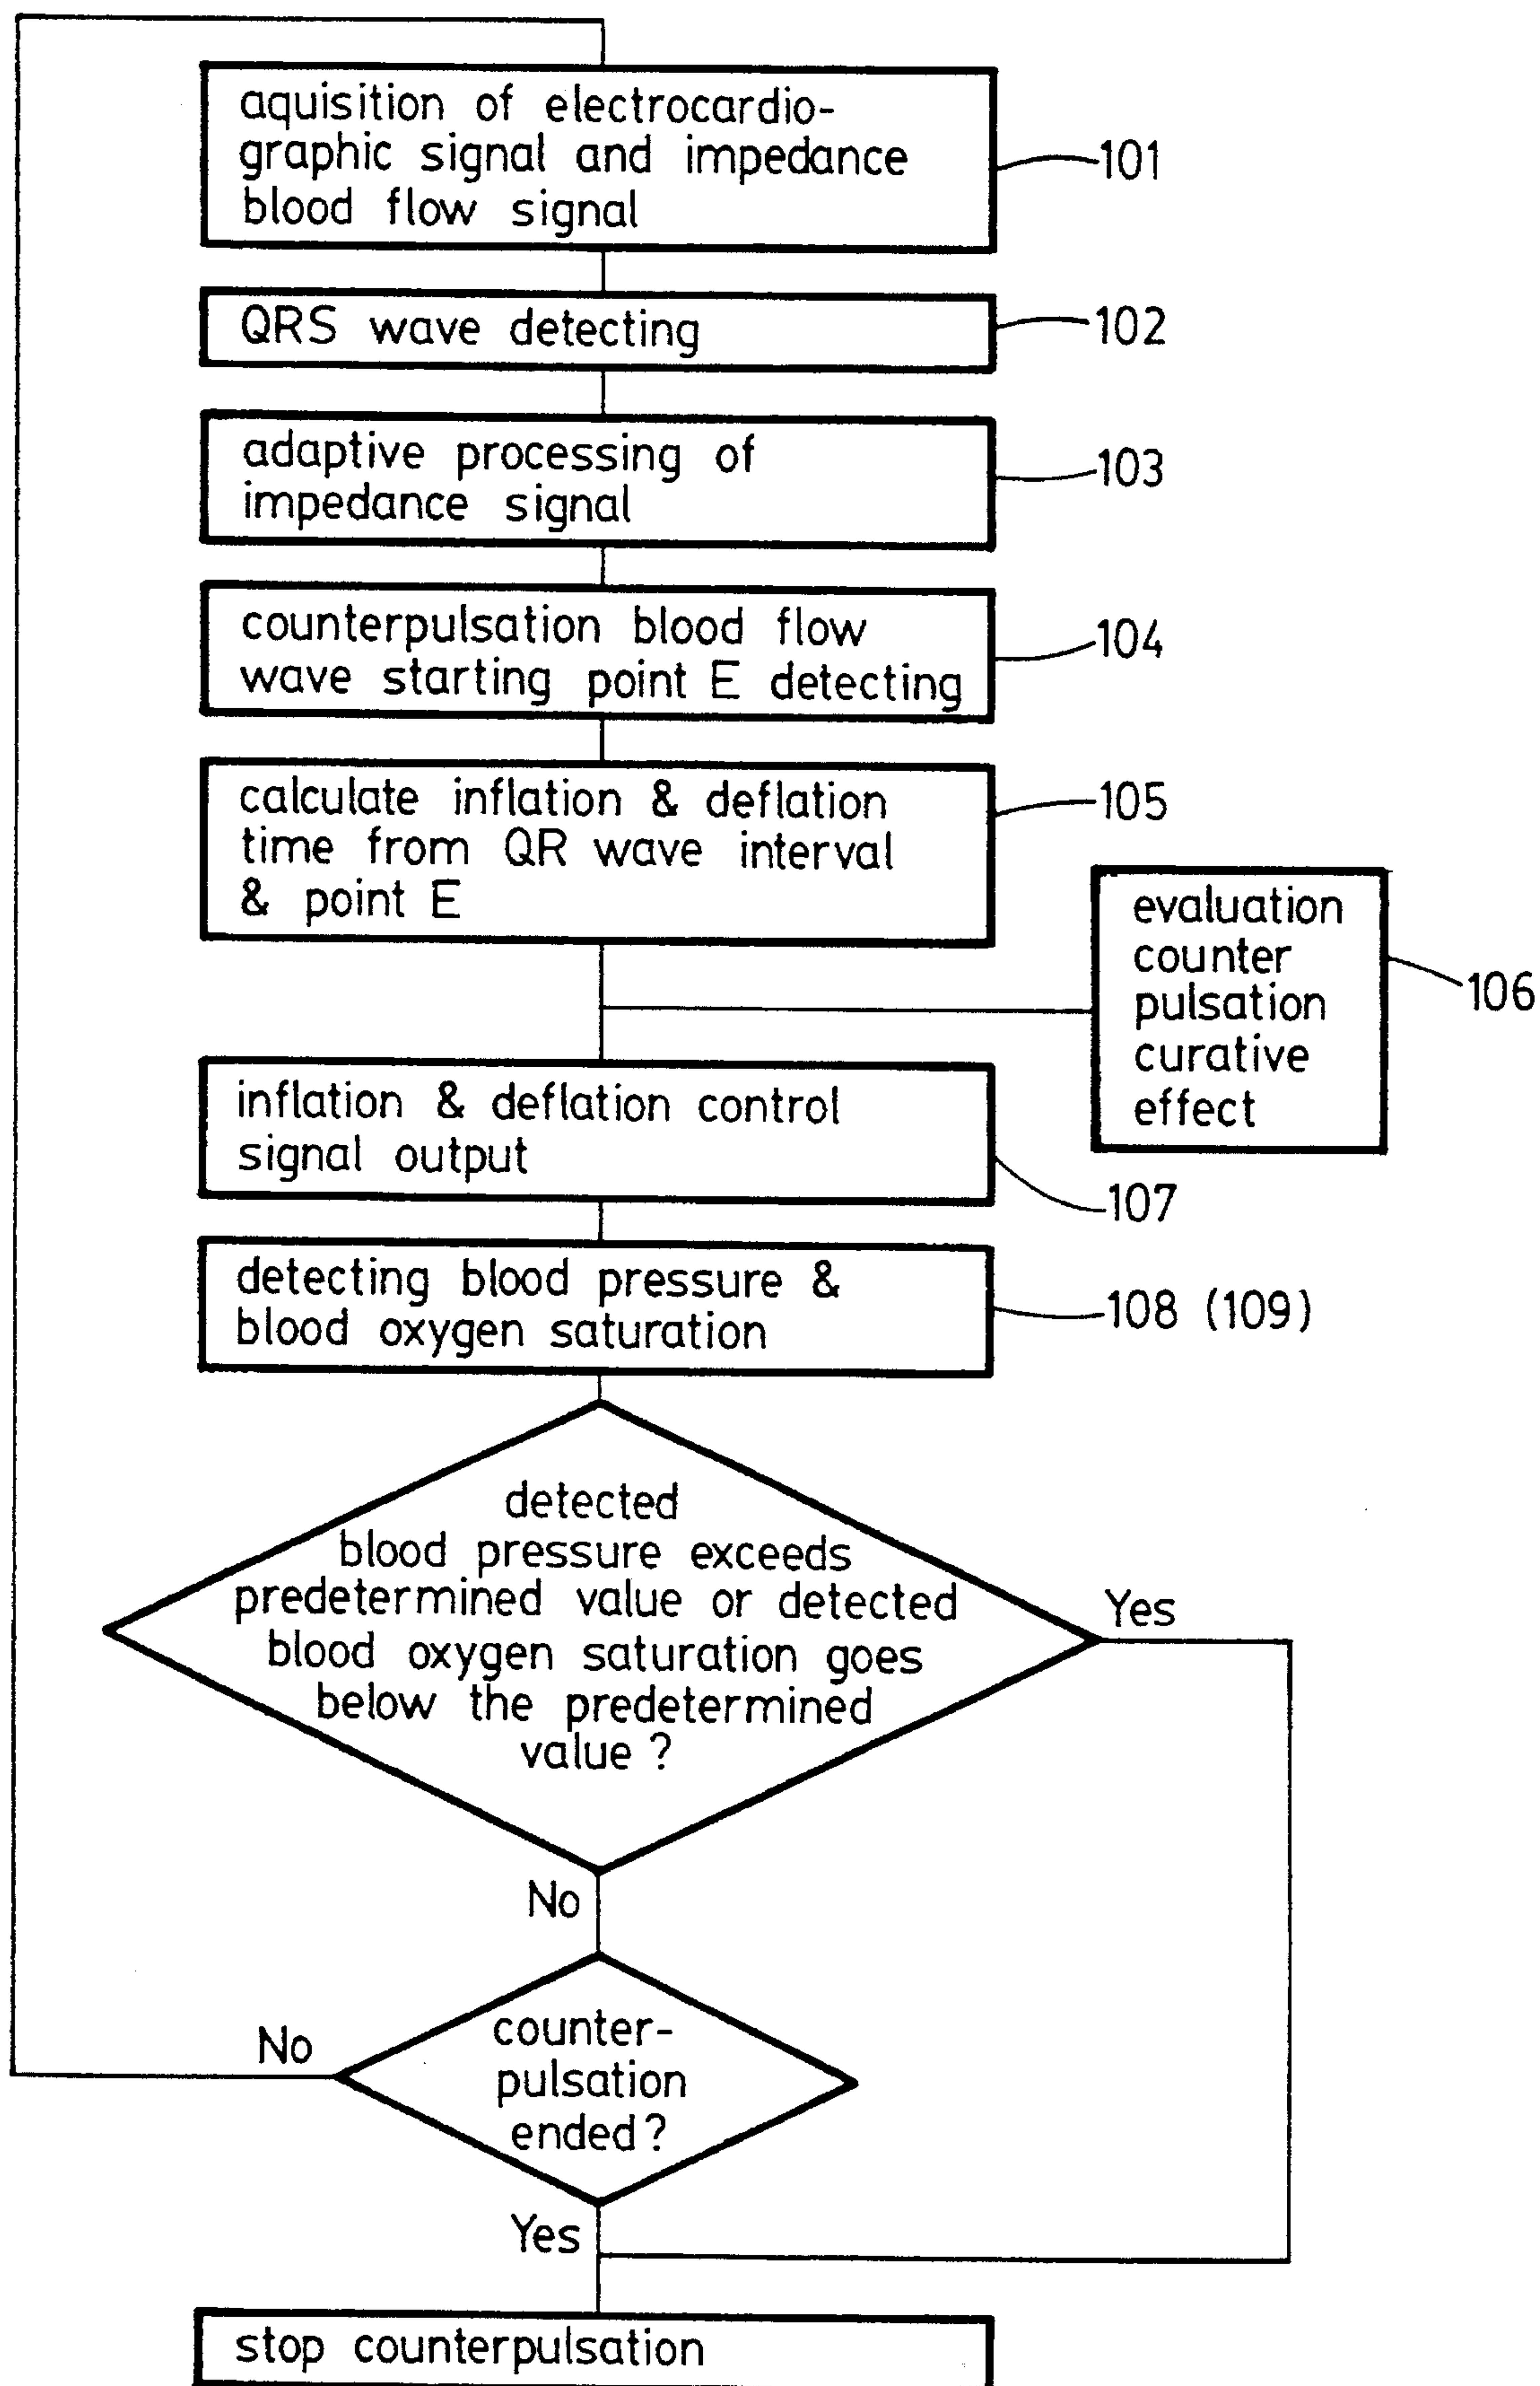 aquisition of electrocardio-
graphic signal and impedance
blood flow signal
101
QRS wave detecting
102
adaptive processing of
impedance signal
103
counterpulsation blood flow
wave starting point E detecting
104
calculate inflation & deflation
time from QR wave interval
& point E
105
evaluation
counter
pulsation
curative
effect
106
inflation & deflation control
signal output
107
detecting blood pressure &
blood oxygen saturation
108 (109)
detected
blood pressure exceeds
predetermined value or detected
blood oxygen saturation goes
below the predetermined
value ?
Yes
No
counter-
pulsation
ended ?
No
Yes
stop counterpulsation